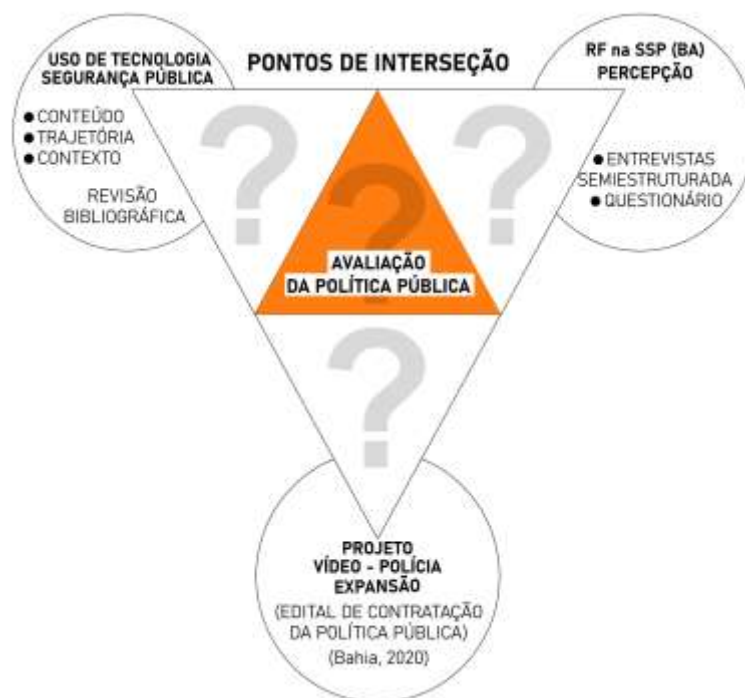 USO DE TECNOLOGIA
SEGURANÇA PÚBLICA
● CONTEÚDO
● TRAJETÓRIA
● CONTEXTO
REVISÃO
BIBLIOGRÁFICA
PONTOS DE INTERSEÇÃO
RF na SSP (BA)
PERCEPÇÃO
● ENTREVISTAS
SEMIESTRUTURADA
● QUESTIONÁRIO
?
?
?
AVALIAÇÃO
DA POLÍTICA PÚBLICA
?
PROJETO
VÍDEO - POLÍCIA
EXPANSÃO
(EDITAL DE CONTRATAÇÃO
DA POLÍTICA PÚBLICA)
(Bahia, 2020)